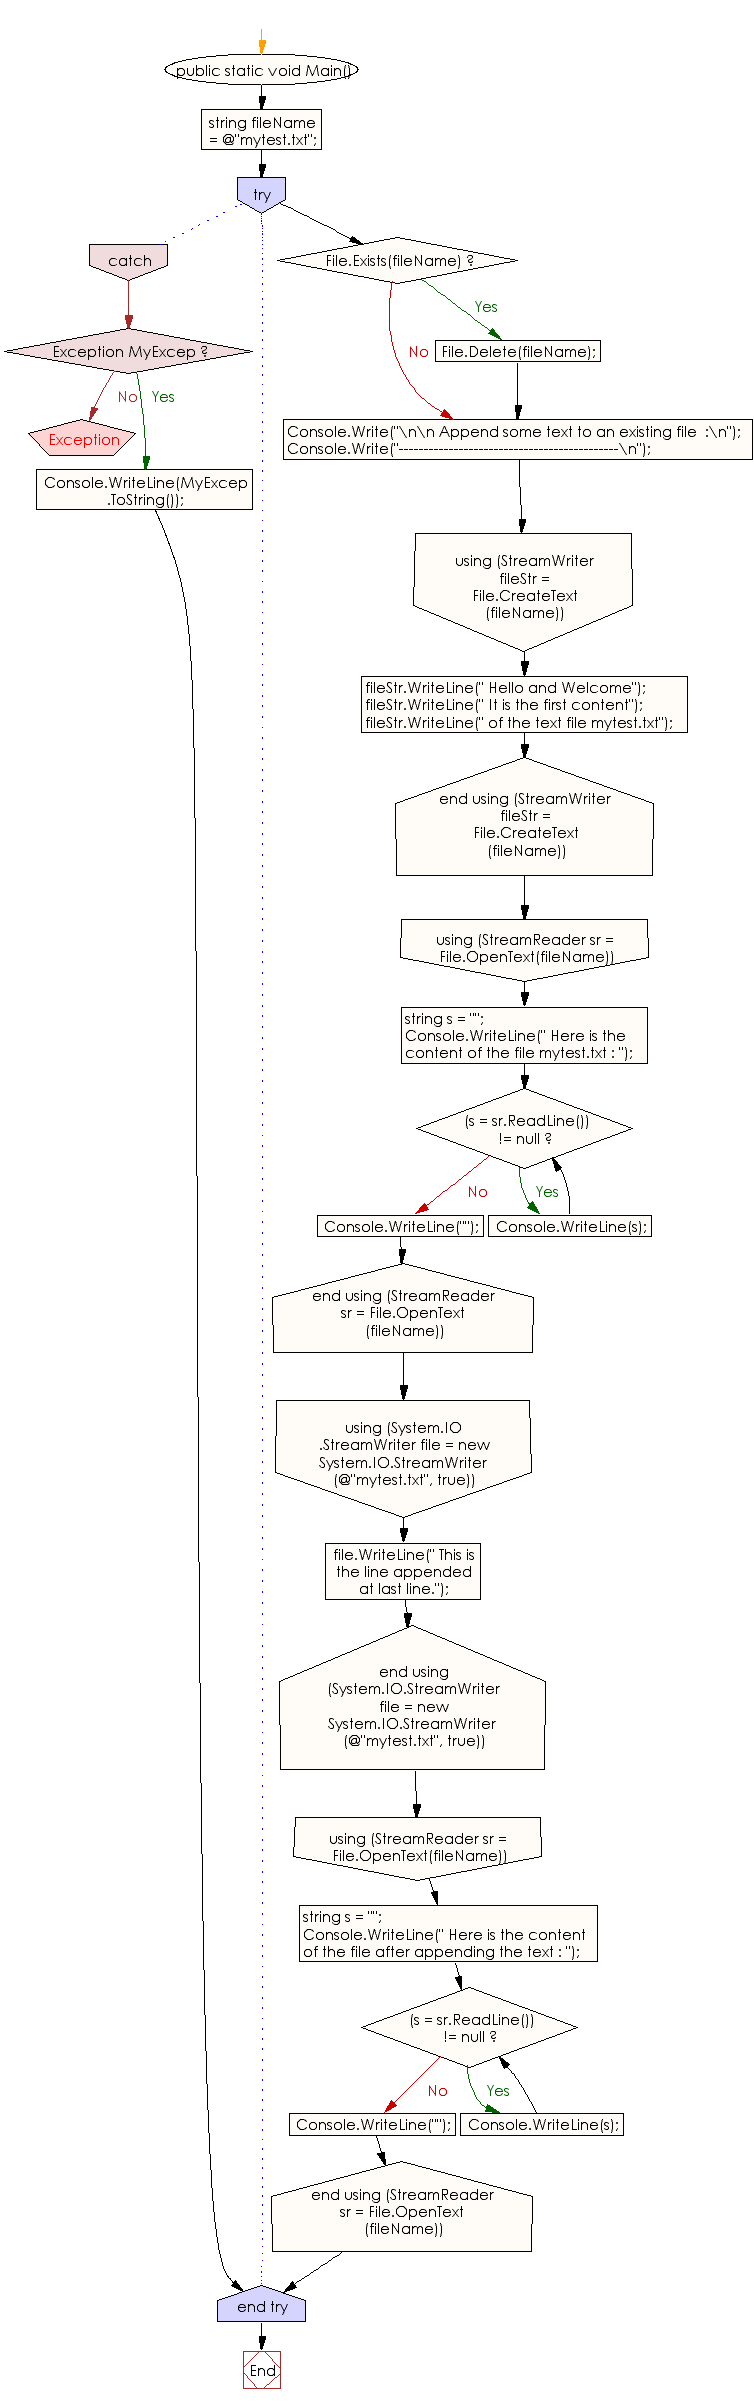 public static void Main()
string fileName
= @"mytest.txt";
try
catch
File.Exists(fileName) ?
Yes
No
File.Delete(fileName);
Exception MyExcep ?
No
Yes
Exception
Console.WriteLine(MyExcep
.ToString());
Console.Write("\n\n Append some text to an existing file  :\n");
Console.Write("--------------------------------------------\n");
using (StreamWriter
fileStr =
File.CreateText
(fileName))
fileStr.WriteLine(" Hello and Welcome");
fileStr.WriteLine(" It is the first content");
fileStr.WriteLine(" of the text file mytest.txt");
end using (StreamWriter
fileStr =
File.CreateText
(fileName))
using (StreamReader sr =
File.OpenText(fileName))
string s = "";
Console.WriteLine(" Here is the
content of the file mytest.txt : ");
(s = sr.ReadLine())
!= null ?
No
Yes
Console.WriteLine("");
Console.WriteLine(s);
end using (StreamReader
sr = File.OpenText
(fileName))
using (System.IO
.StreamWriter file = new
System.IO.StreamWriter
(@"mytest.txt", true))
file.WriteLine(" This is
the line appended
at last line.");
end using
(System.IO.StreamWriter
file = new
System.IO.StreamWriter
(@"mytest.txt", true))
using (StreamReader sr =
File.OpenText(fileName))
string s = "";
Console.WriteLine(" Here is the content
of the file after appending the text : ");
(s = sr.ReadLine())
!= null ?
No
Yes
Console.WriteLine("");
Console.WriteLine(s);
end using (StreamReader
sr = File.OpenText
(fileName))
end try
End